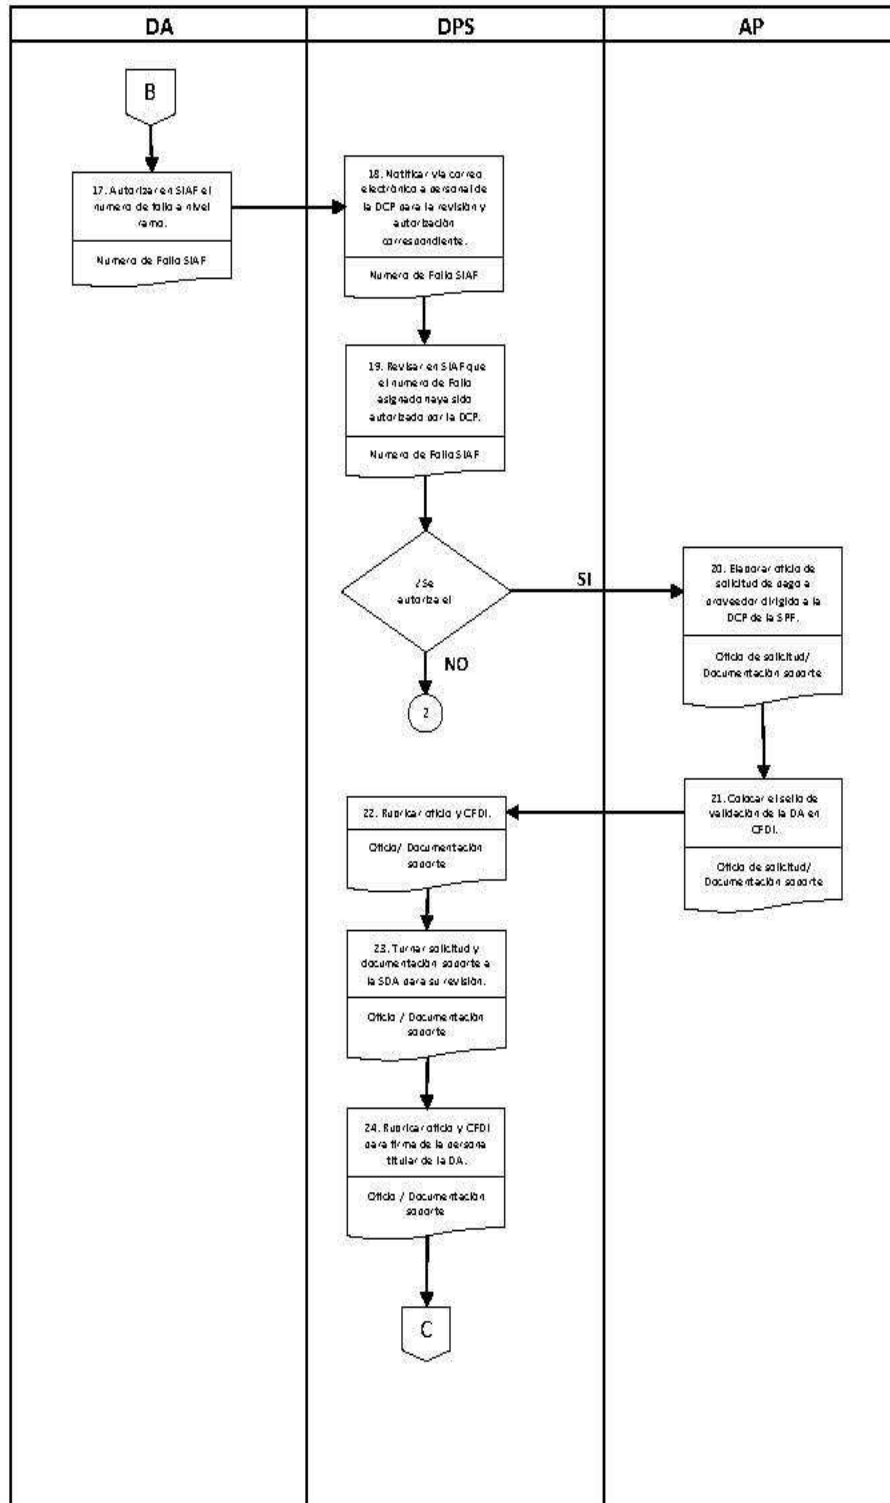 DA
DPS
AP
B
17. Autorizar en SIAF el
numero de folio a nivel
ramo.
Numero de Folio SIAF
18. Notificar vía correo
electrónico a personal de
la DCP para la revisión y
autorización
correspondiente.
Numero de Folio SIAF
19. Revisar en SIAF que
el numero de Folio
asignado haya sido
autorizado por la DCP.
Numero de Folio SIAF
¿Se
autoriza el
SI
NO
2
20. Elaborar oficio de
solicitud de pago a
proveedor dirigido a la
DCP de la SPF.
Oficio de solicitud/
Documentación soporte
21. Colocar el sello de
validación de la DA en
CFDI.
Oficio de solicitud/
Documentación soporte
22. Rubricar oficio y CFDI.
Oficio/ Documentación
soporte
23. Turnar solicitud y
documentación soporte a
la SDA para su revisión.
Oficio / Documentación
soporte
24. Rubricar oficio y CFDI
para firma de la persona
titular de la DA.
Oficio / Documentación
soporte
C